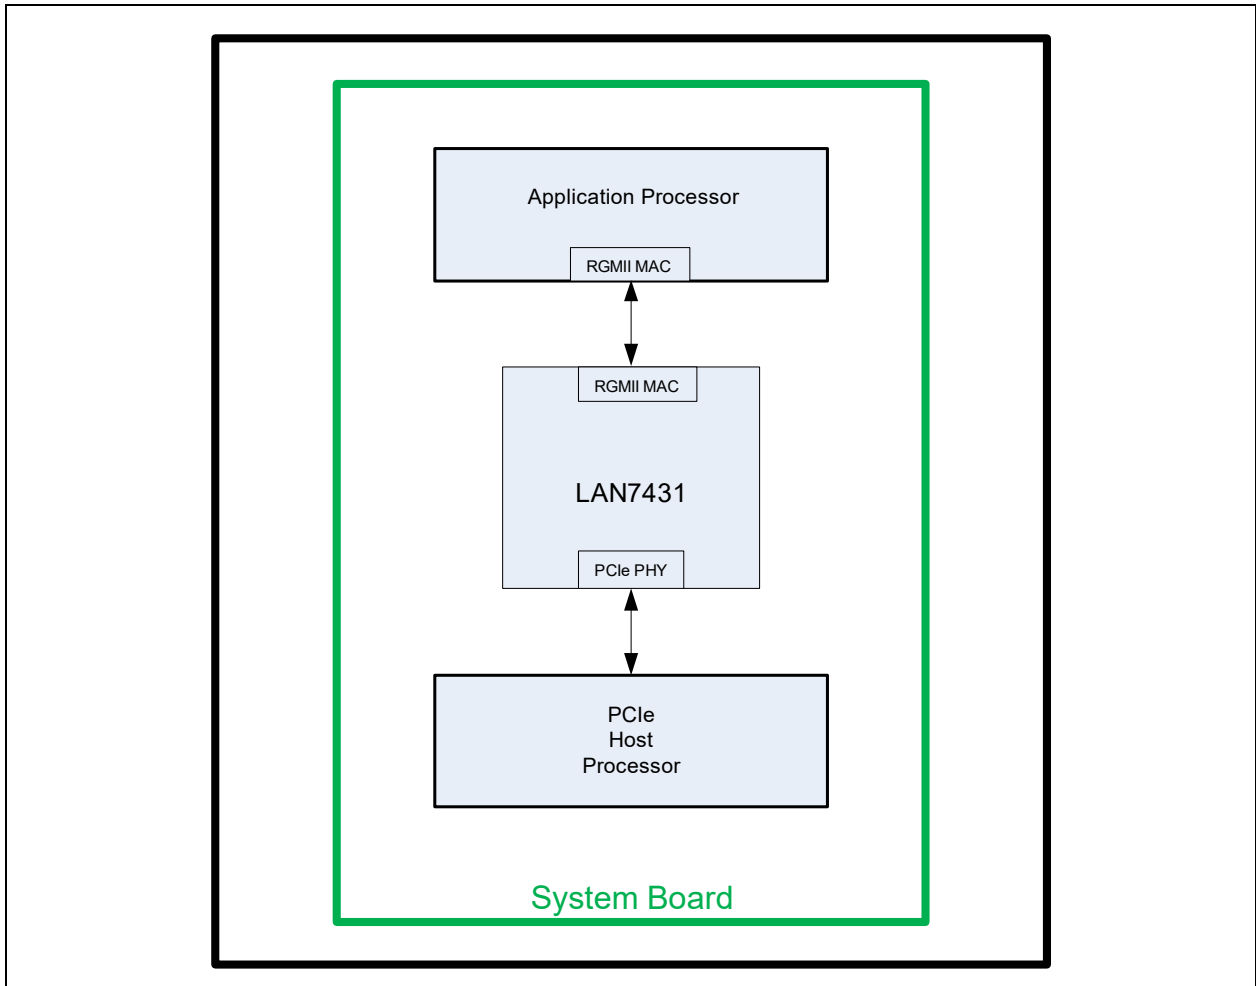 Application Processor
RGMII MAC
RGMII MAC
LAN7431
PCIe PHY
PCIe
Host
Processor
System Board